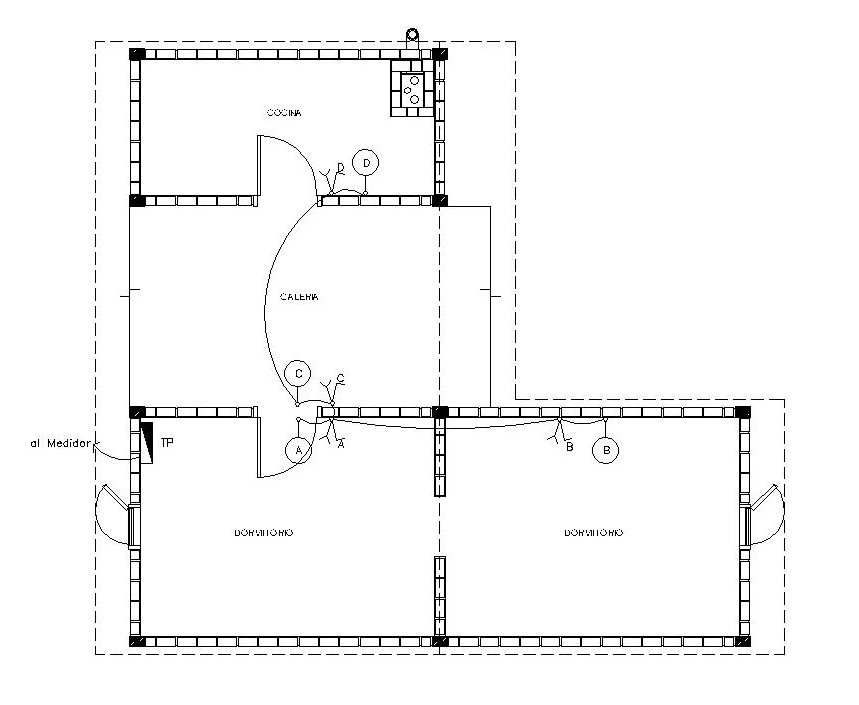 COCINA
D
D
GALERIA
C
C
al Medidor
TP
A
A
B
B
DORMITORIO
DORMITORIO